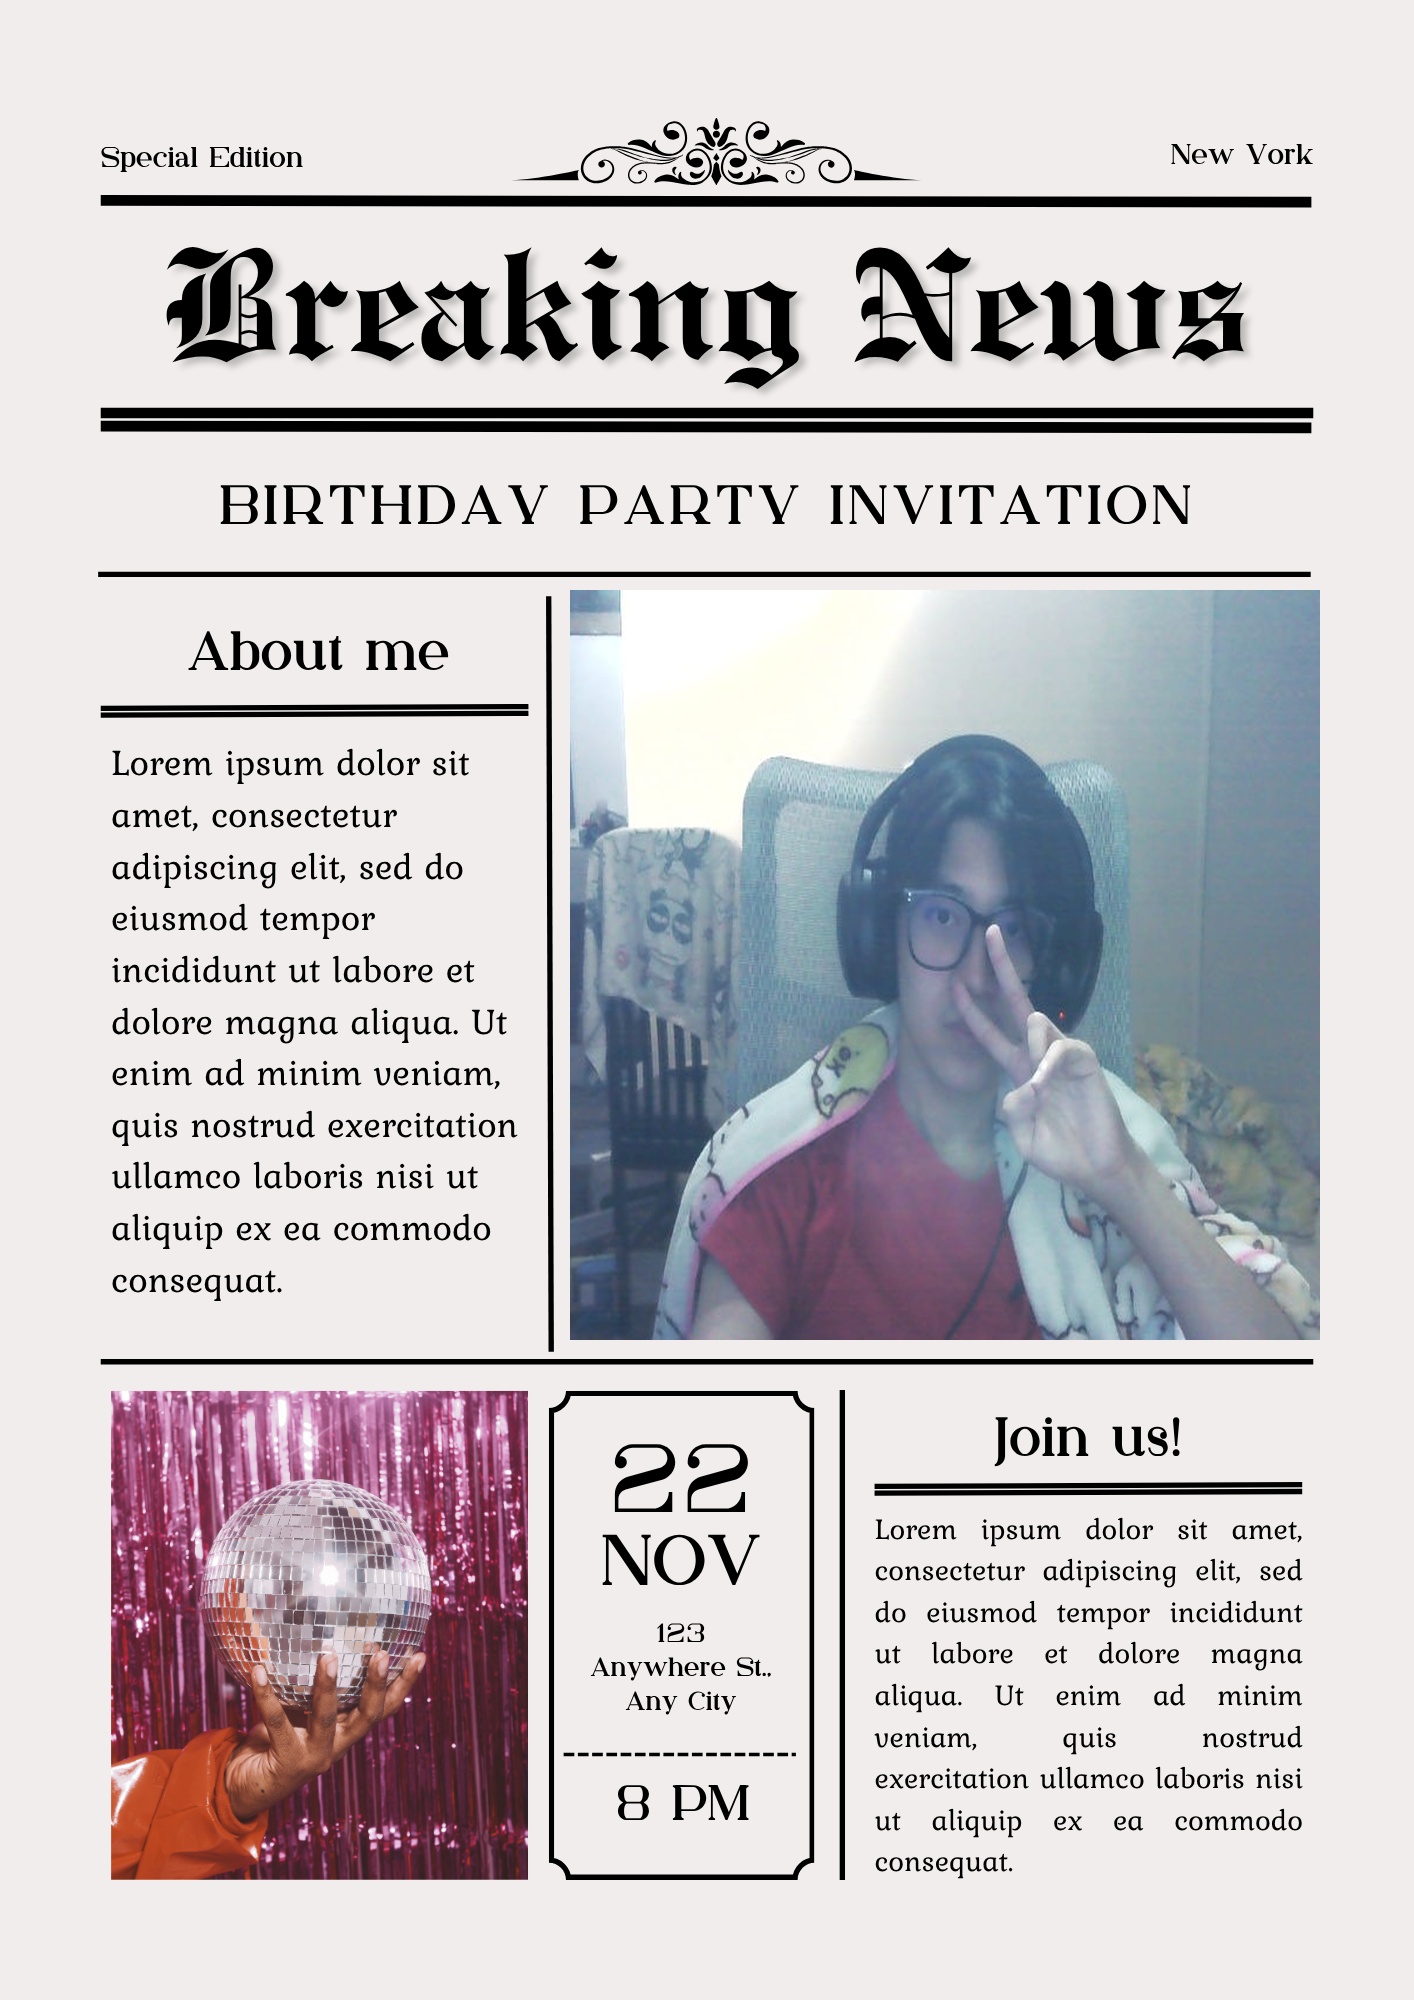 Special Edition
New York
Breaking News
BIRTHDAY PARTY INVITATION
About me
Lorem ipsum dolor sit
amet, consectetur
adipiscing elit, sed do
eiusmod tempor
incididunt ut labore et
dolore magna aliqua. Ut
enim ad minim veniam,
quis nostrud exercitation
ullamco laboris nisi ut
aliquip ex ea commodo
consequat.
22
NOV
123
Anywhere St..
Any City
8 PM
Join us!
Lorem ipsum dolor sit amet,
consectetur adipiscing elit, sed
do eiusmod tempor incididunt
ut labore et dolore magna
aliqua. Ut enim ad minim
veniam, quis nostrud
exercitation ullamco laboris nisi
ut aliquip ex ea commodo
consequat.